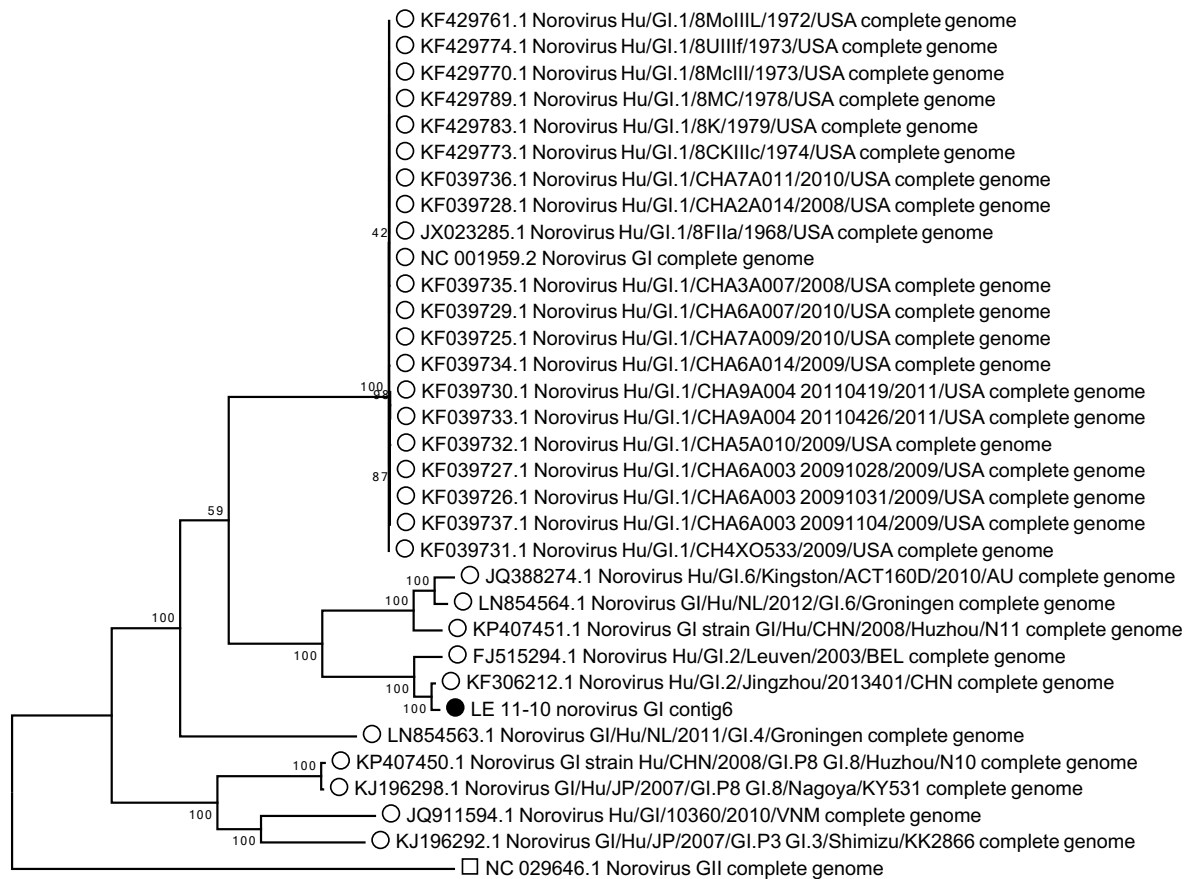 KF429761.1 Norovirus Hu/GI.1/8MoIIIL/1972/USA complete genome
KF429774.1 Norovirus Hu/GI.1/8UIIIf/1973/USA complete genome
KF429770.1 Norovirus Hu/GI.1/8McIII/1973/USA complete genome
KF429789.1 Norovirus Hu/GI.1/8MC/1978/USA complete genome
KF429783.1 Norovirus Hu/GI.1/8K/1979/USA complete genome
KF429773.1 Norovirus Hu/GI.1/8CKIIIc/1974/USA complete genome
KF039736.1 Norovirus Hu/GI.1/CHA7A011/2010/USA complete genome
KF039728.1 Norovirus Hu/GI.1/CHA2A014/2008/USA complete genome
42 JX023285.1 Norovirus Hu/GI.1/8FIIa/1968/USA complete genome
NC 001959.2 Norovirus GI complete genome
KF039735.1 Norovirus Hu/GI.1/CHA3A007/2008/USA complete genome
KF039729.1 Norovirus Hu/GI.1/CHA6A007/2010/USA complete genome
KF039725.1 Norovirus Hu/GI.1/CHA7A009/2010/USA complete genome
KF039734.1 Norovirus Hu/GI.1/CHA6A014/2009/USA complete genome
100
98 KF039730.1 Norovirus Hu/GI.1/CHA9A004 20110419/2011/USA complete genome
KF039733.1 Norovirus Hu/GI.1/CHA9A004 20110426/2011/USA complete genome
KF039732.1 Norovirus Hu/GI.1/CHA5A010/2009/USA complete genome
87 KF039727.1 Norovirus Hu/GI.1/CHA6A003 20091028/2009/USA complete genome
KF039726.1 Norovirus Hu/GI.1/CHA6A003 20091031/2009/USA complete genome
59 KF039737.1 Norovirus Hu/GI.1/CHA6A003 20091104/2009/USA complete genome
KF039731.1 Norovirus Hu/GI.1/CH4XO533/2009/USA complete genome
100 JQ388274.1 Norovirus Hu/GI.6/Kingston/ACT160D/2010/AU complete genome
100 LN854564.1 Norovirus GI/Hu/NL/2012/GI.6/Groningen complete genome
100 KP407451.1 Norovirus GI strain GI/Hu/CHN/2008/Huzhou/N11 complete genome
100 FJ515294.1 Norovirus Hu/GI.2/Leuven/2003/BEL complete genome
100 KF306212.1 Norovirus Hu/GI.2/Jingzhou/2013401/CHN complete genome
100 LE 11-10 norovirus GI contig6
LN854563.1 Norovirus GI/Hu/NL/2011/GI.4/Groningen complete genome
100 KP407450.1 Norovirus GI strain Hu/CHN/2008/GI.P8 GI.8/Huzhou/N10 complete genome
KJ196298.1 Norovirus GI/Hu/JP/2007/GI.P8 GI.8/Nagoya/KY531 complete genome
100 JQ911594.1 Norovirus Hu/GI/10360/2010/VNM complete genome
100 KJ196292.1 Norovirus GI/Hu/JP/2007/GI.P3 GI.3/Shimizu/KK2866 complete genome
NC 029646.1 Norovirus GII complete genome